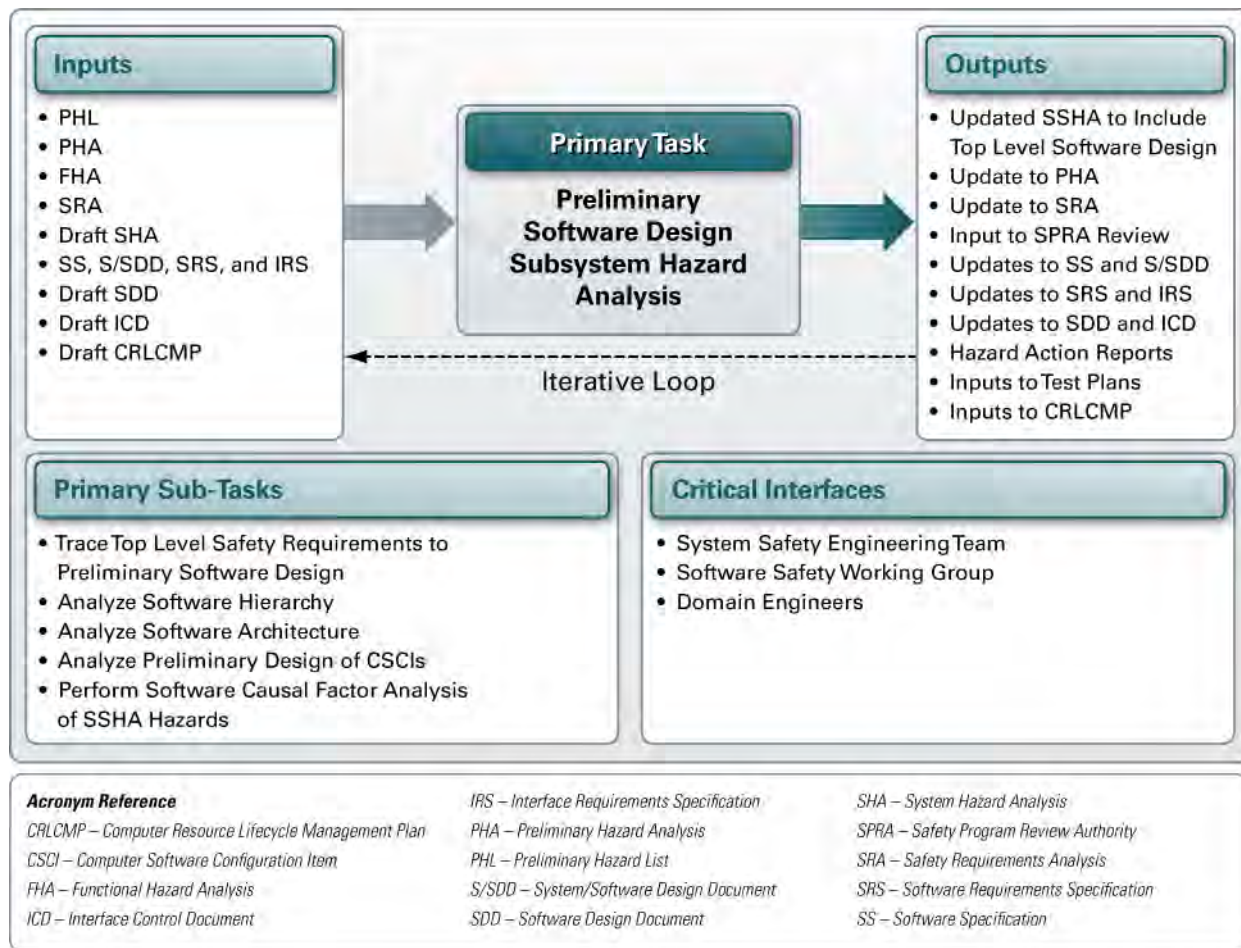 Inputs
• PHL
• PHA
• FHA
• SRA
• Draft SHA
• SS, S/SDD, SRS, and IRS
• Draft SDD
• Draft ICD
• Draft CRLCMP
Primary Task
Preliminary
Software Design
Subsystem Hazard
Analysis
Iterative Loop
Outputs
• Updated SSHA to Include
Top Level Software Design
• Update to PHA
• Update to SRA
• Input to SPRA Review
• Updates to SS and S/SDD
• Updates to SRS and IRS
• Updates to SDD and ICD
• Hazard Action Reports
• Inputs to Test Plans
• Inputs to CRLCMP
Primary Sub-Tasks
• Trace Top Level Safety Requirements to
Preliminary Software Design
• Analyze Software Hierarchy
• Analyze Software Architecture
• Analyze Preliminary Design of CSCIs
• Perform Software Causal Factor Analysis
of SSHA Hazards
Critical Interfaces
• System Safety Engineering Team
• Software Safety Working Group
• Domain Engineers
Acronym Reference
CRLCMP – Computer Resource Lifecycle Management Plan
CSCI – Computer Software Configuration Item
FHA – Functional Hazard Analysis
ICD – Interface Control Document
IRS – Interface Requirements Specification
PHA – Preliminary Hazard Analysis
PHL – Preliminary Hazard List
S/SDD – System/Software Design Document
SDD – Software Design Document
SHA – System Hazard Analysis
SPRA – Safety Program Review Authority
SRA – Safety Requirements Analysis
SRS – Software Requirements Specification
SS – Software Specification